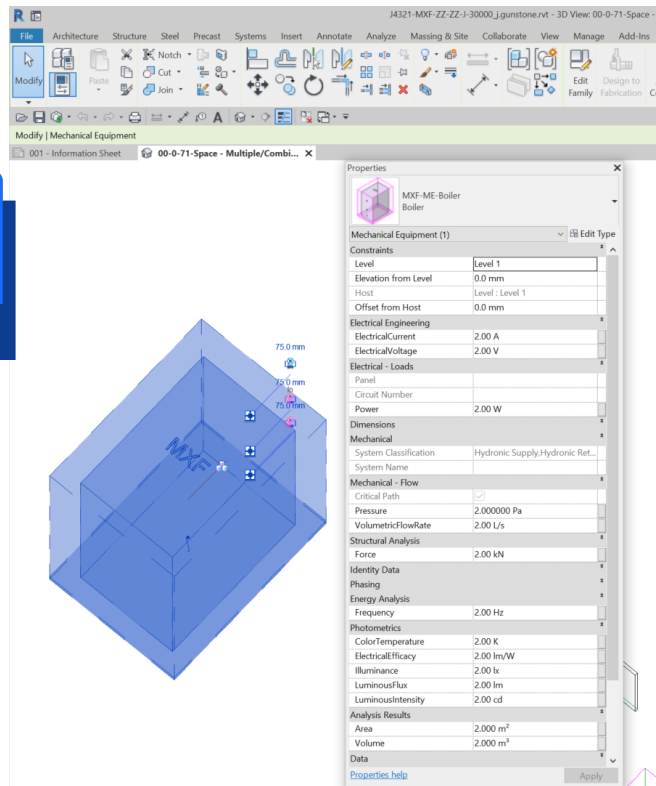 R
J4321-MXF-ZZ-ZZ-J-30000_j.gunstone.rvt - 3D View: 00-0-71-Space -
File Architecture Structure Steel Precast Systems Insert Annotate Analyze Massing & Site Collaborate View Manage Add-Ins
Modify
Paste
Notch
Cut
Join
Edit
Family
Design to
Fabrication
Modify | Mechanical Equipment
001 - Information Sheet
00-0-71-Space - Multiple/Combi... X
Properties
MXF-ME-Boiler
Boiler
Mechanical Equipment (1)
Edit Type
Constraints
Level Level 1
Elevation from Level 0.0 mm
Host Level : Level 1
Offset from Host 0.0 mm
Electrical Engineering
ElectricalCurrent 2.00 A
ElectricalVoltage 2.00 V
Electrical - Loads
Panel
Circuit Number
Power 2.00 W
Dimensions
Mechanical
System Classification Hydronic Supply,Hydronic Ret...
System Name
Mechanical - Flow
Critical Path
Pressure 2.000000 Pa
VolumetricFlowRate 2.00 L/s
Structural Analysis
Force 2.00 kN
Identity Data
Phasing
Energy Analysis
Frequency 2.00 Hz
Photometrics
ColorTemperature 2.00 K
ElectricalEfficacy 2.00 lm/W
Illuminance 2.00 lx
LuminousFlux 2.00 lm
LuminousIntensity 2.00 cd
Analysis Results
Area 2.000 m²
Volume 2.000 m³
Data
Properties help
Apply
75.0 mm
75.0 mm
75.0 mm
MXF